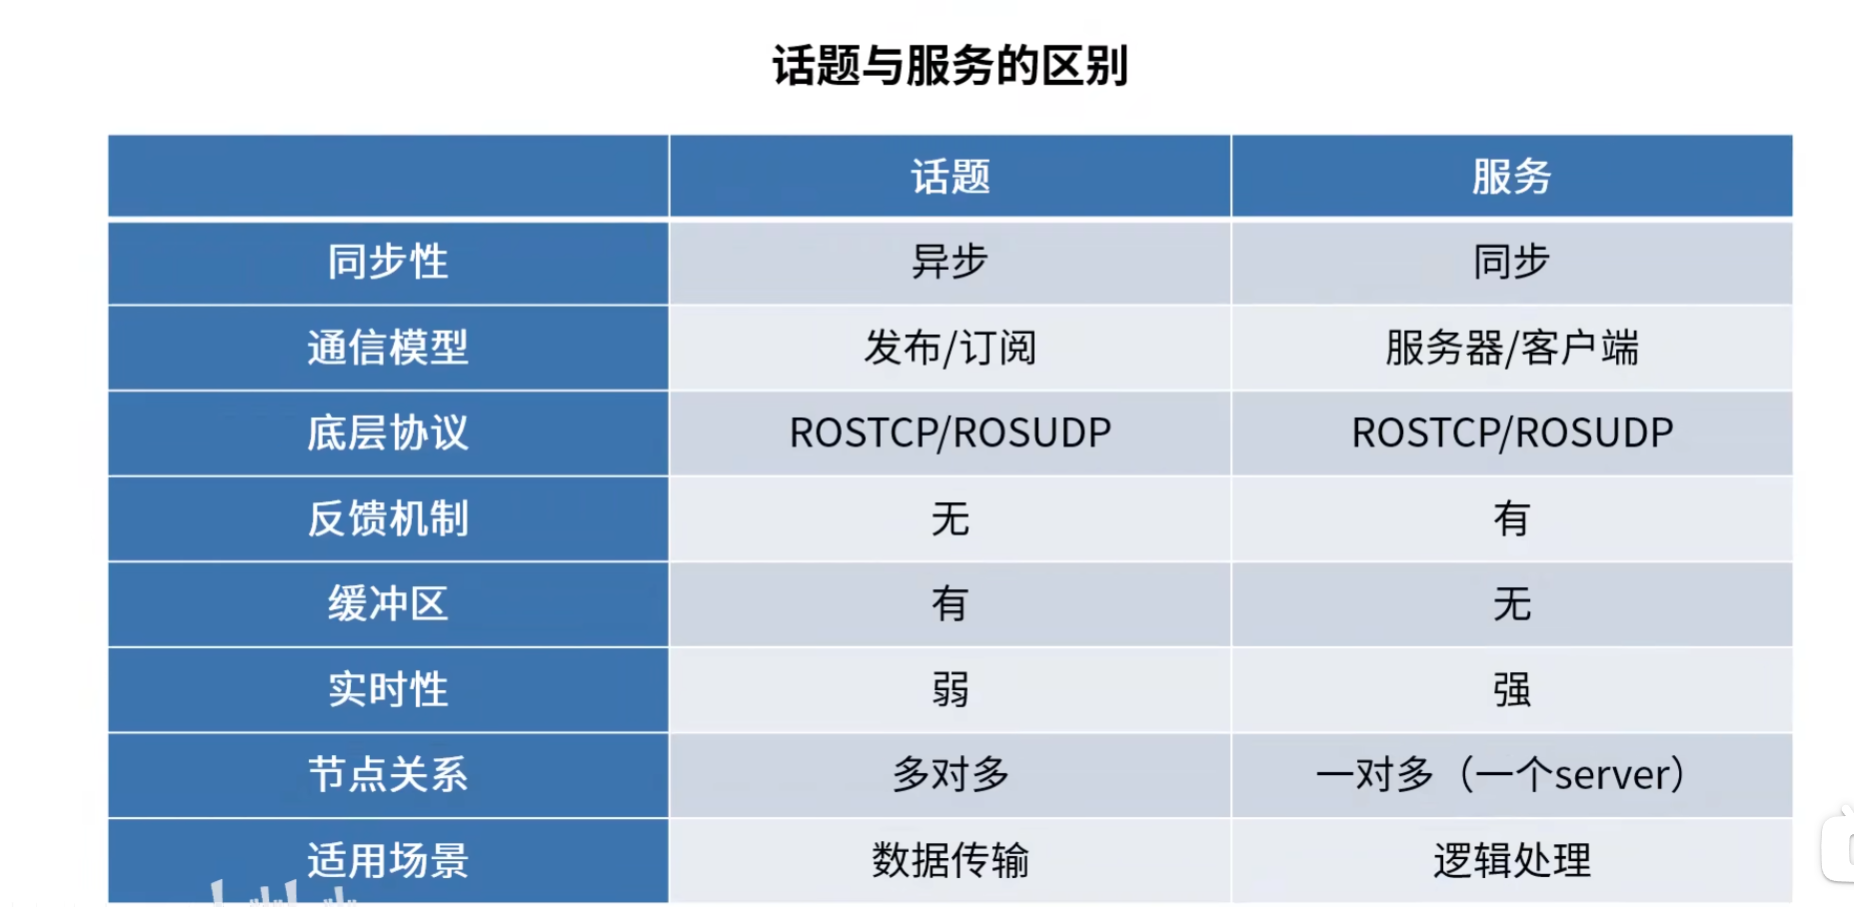 话题与服务的区别
话题 服务
同步性 异步 同步
通信模型 发布/订阅 服务器/客户端
底层协议 ROSTCP/ROSUDP ROSTCP/ROSUDP
反馈机制 无 有
缓冲区 有 无
实时性 弱 强
节点关系 多对多 一对多（一个server）
适用场景 数据传输 逻辑处理